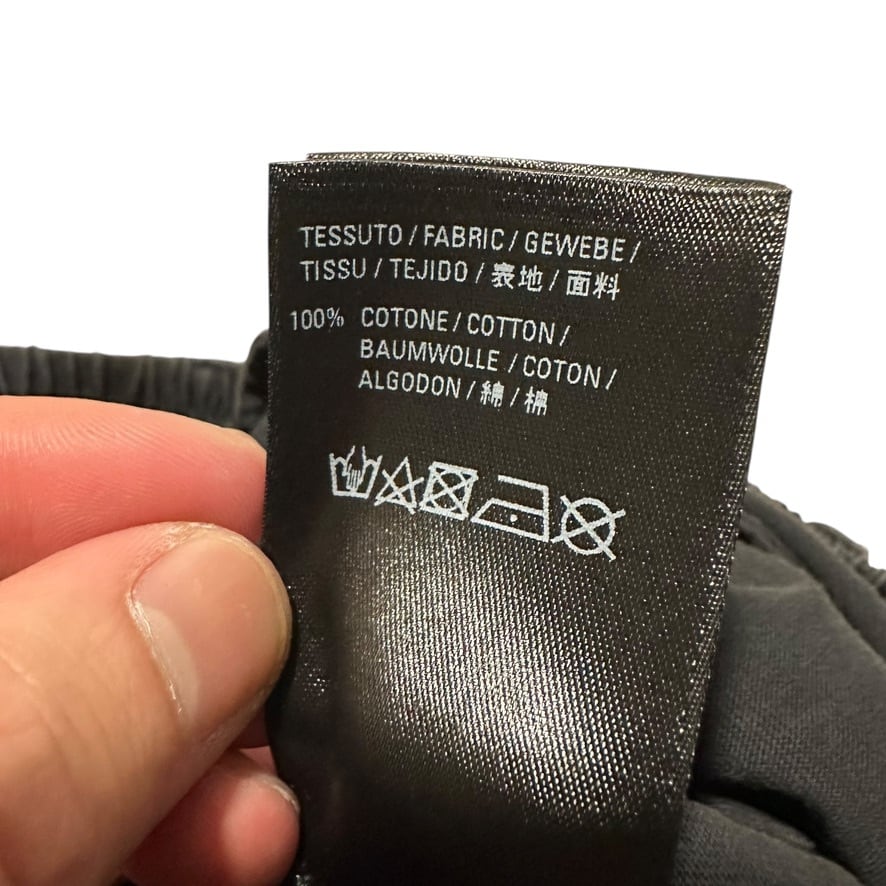 TESSUTO / FABRIC / GEWEBE /
TISSU / TEJIDO / 表地 / 面料
100% COTONE / COTTON /
BAUMWOLLE / COTON /
ALGODON / 綿 / 棉